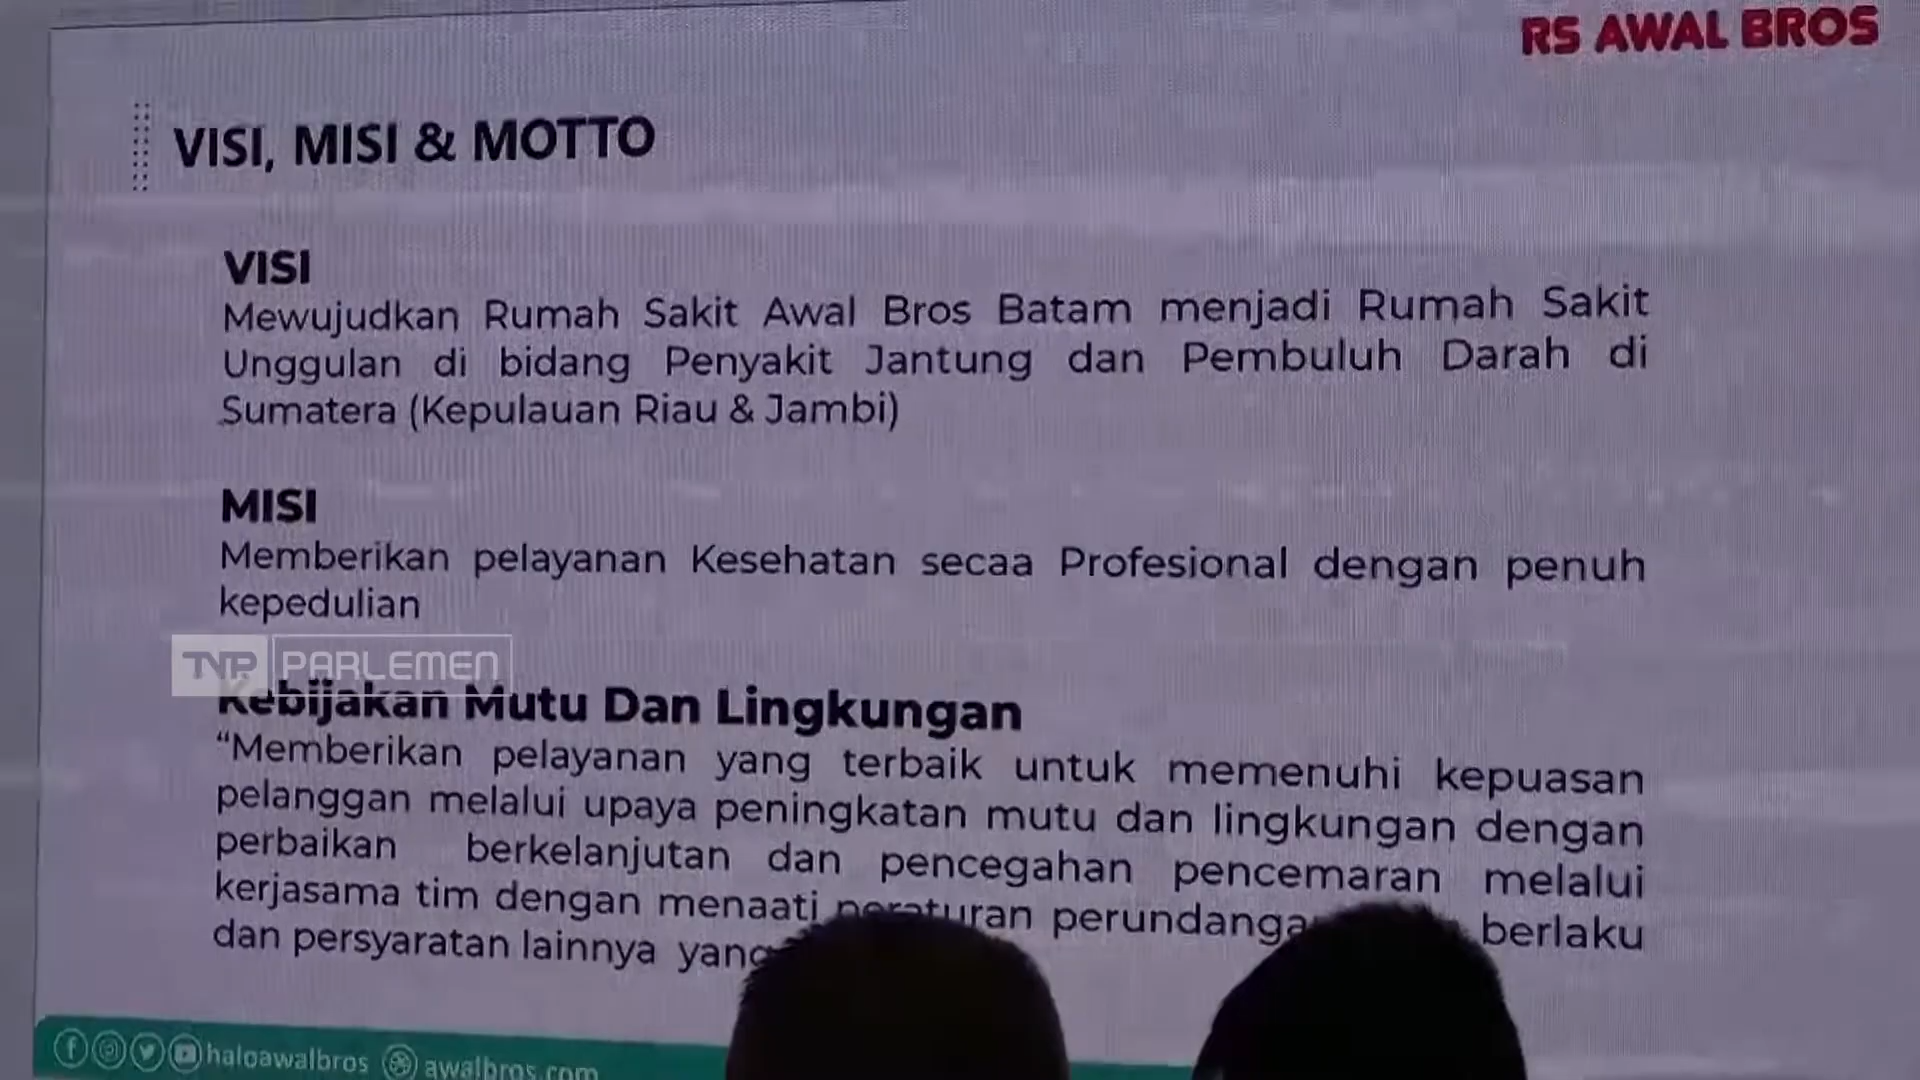 RS AWAL BROS
VISI, MISI & MOTTO
VISI
Mewujudkan Rumah Sakit Awal Bros Batam menjadi Rumah Sakit
Unggulan di bidang Penyakit Jantung dan Pembuluh Darah di
Sumatera (Kepulauan Riau & Jambi)
MISI
Memberikan pelayanan Kesehatan secaa Profesional dengan penuh
kepedulian
TVR PARLEMEN
Kebijakan Mutu Dan Lingkungan
“Memberikan pelayanan yang terbaik untuk memenuhi kepuasan
pelanggan melalui upaya peningkatan mutu dan lingkungan dengan
perbaikan berkelanjutan dan pencegahan pencemaran melalui
kerjasama tim dengan menaati peraturan berlaku
dan persyaratan lainnya yang
haloawalbros awalbros.com